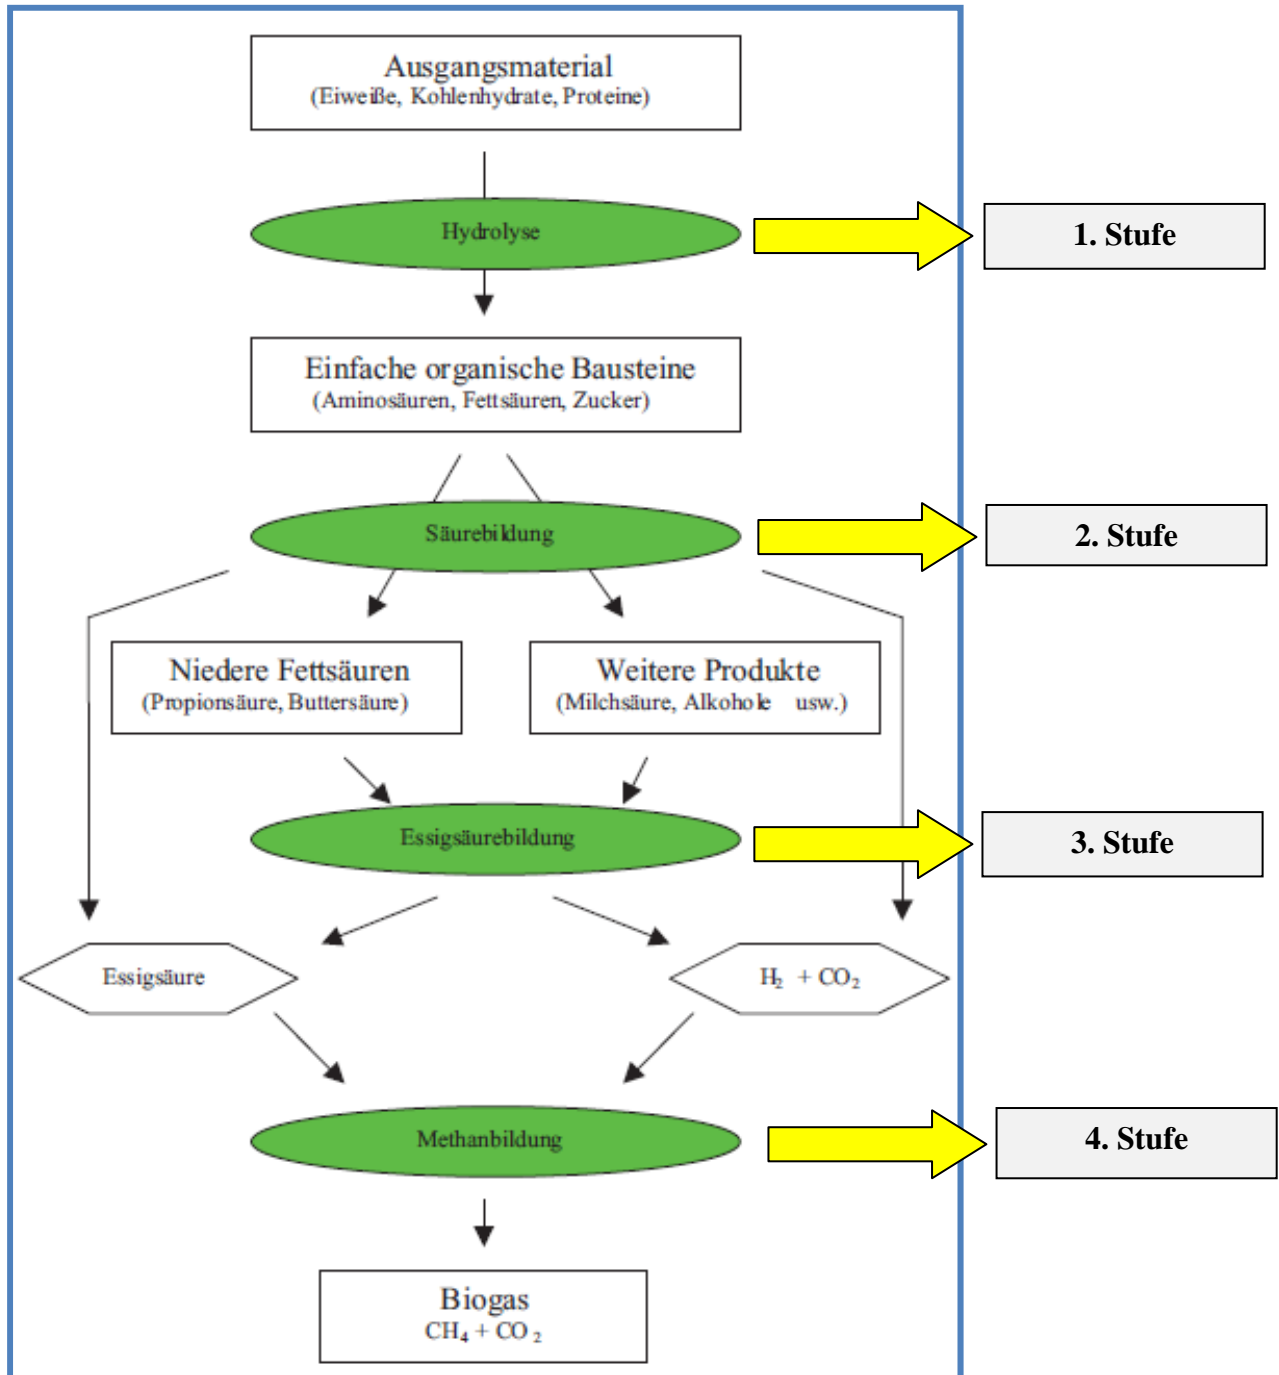 Ausgangsmaterial
(Eiweiße, Kohlenhydrate, Proteine)
Hydrolyse
1. Stufe
Einfache organische Bausteine
(Aminosäuren, Fettsäuren, Zucker)
Säurebildung
2. Stufe
Niedere Fettsäuren
(Propionsäure, Buttersäure)
Weitere Produkte
(Milchsäure, Alkohole usw.)
Essigsäurebildung
3. Stufe
Essigsäure
H₂ + CO₂
Methanbildung
4. Stufe
Biogas
CH₄ + CO₂